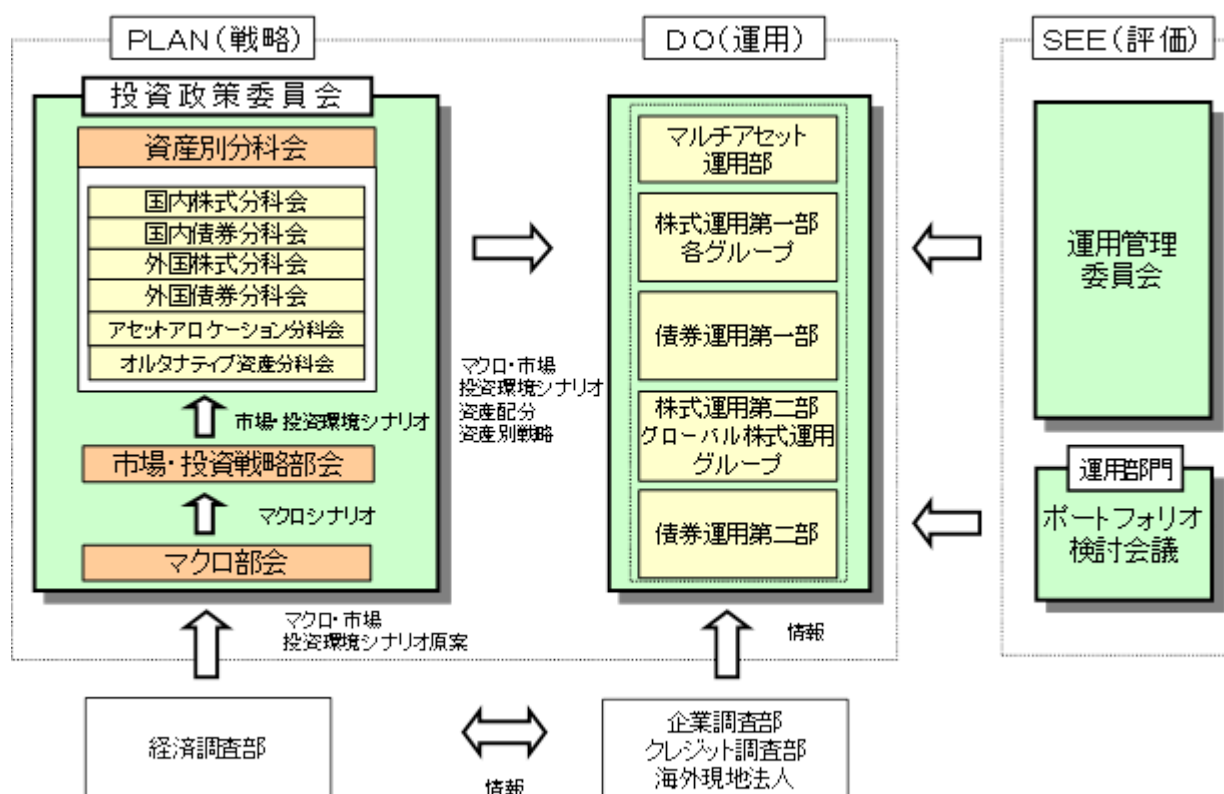 PLAN(戦略)
投資政策委員会
資産別分科会
国内株式分科会
国内債券分科会
外国株式分科会
外国債券分科会
アセットアロケーション分科会
オルタナティブ資産分科会
市場・投資環境シナリオ
市場・投資戦略部会
マクロシナリオ
マクロ部会
マクロ・市場
投資環境シナリオ原案
経済調査部
マクロ・市場
投資環境シナリオ
資産配分
資産別戦略
DO(運用)
マルチアセット
運用部
株式運用第一部
各グループ
債券運用第一部
株式運用第二部
グローバル株式運用
グループ
債券運用第二部
情報
企業調査部
クレジット調査部
海外現地法人
情報
SEE(評価)
運用管理
委員会
運用部門
ポートフォリオ
検討会議